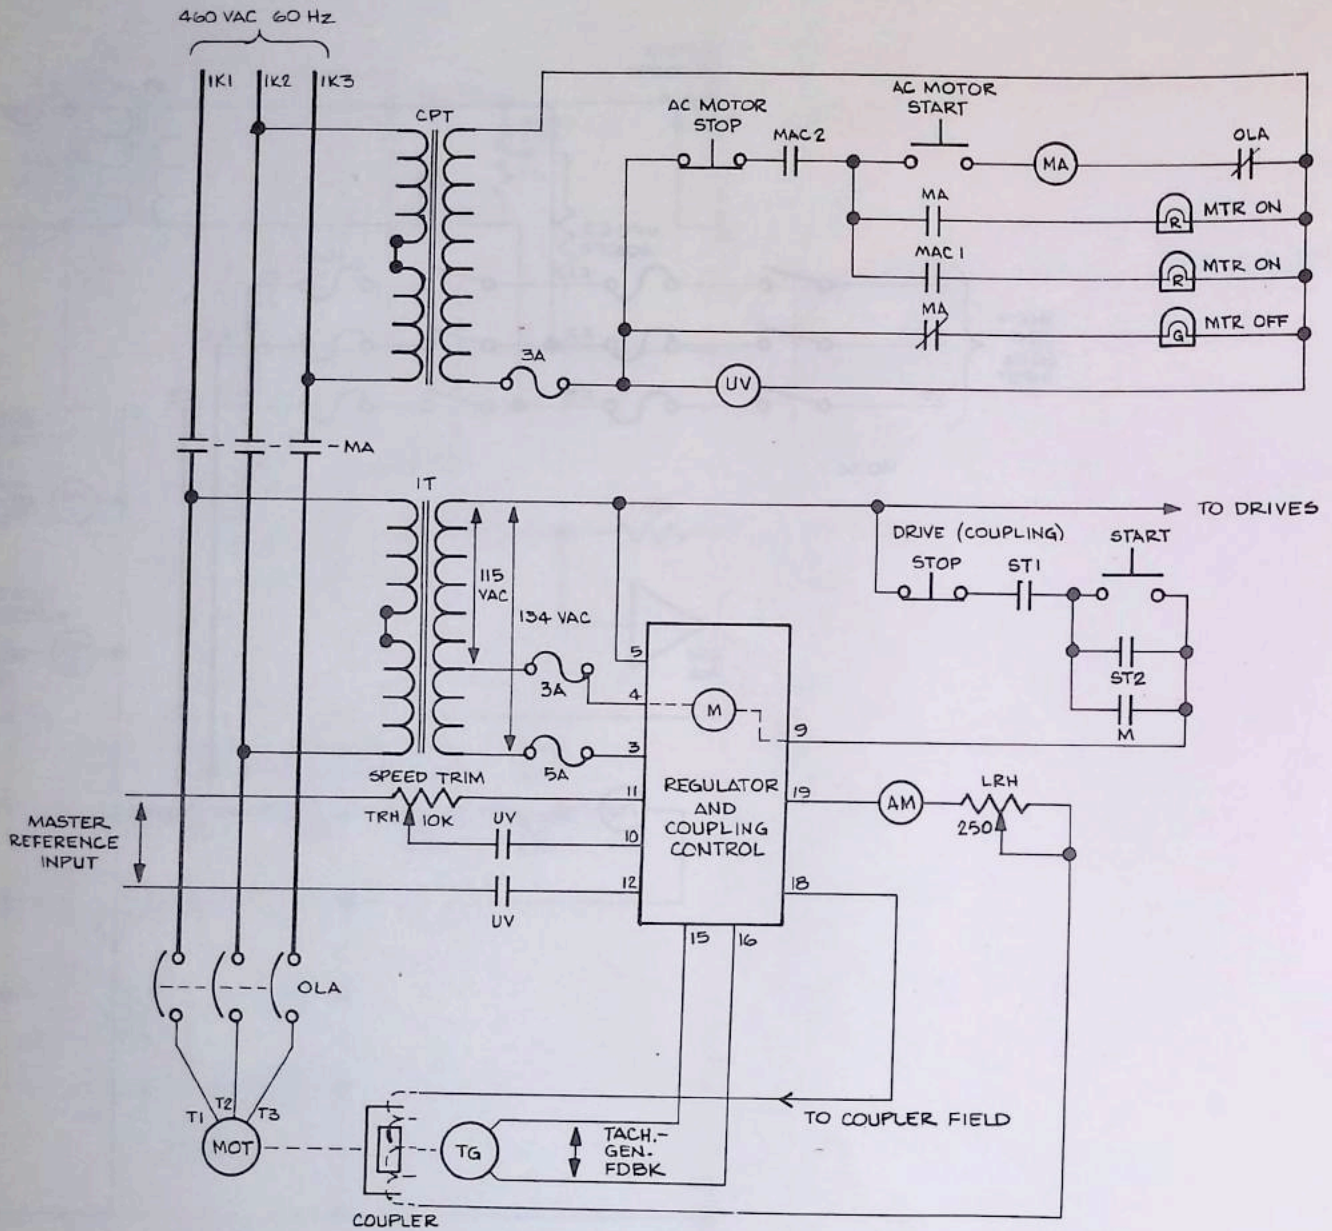 460 VAC 60 HZ
1K1 1K2 1K3
CPT
AC MOTOR
STOP
MAC 2
AC MOTOR
START
MA
OLA
MA
R
MTR ON
MAC 1
R
MTR ON
MA
G
MTR OFF
3A
UV
MA
1T
115
VAC
134 VAC
TO DRIVES
DRIVE (COUPLING)
STOP
ST1
START
ST2
M
3A
5A
5
4
3
M
9
REGULATOR
AND
COUPLING
CONTROL
SPEED TRIM
TRH 10K
UV
UV
11
10
12
19
18
15
16
AM
LRH
250
MASTER
REFERENCE
INPUT
OLA
T1 T2 T3
MOT
COUPLER
TG
TACH.-
GEN.
FDBK
TO COUPLER FIELD